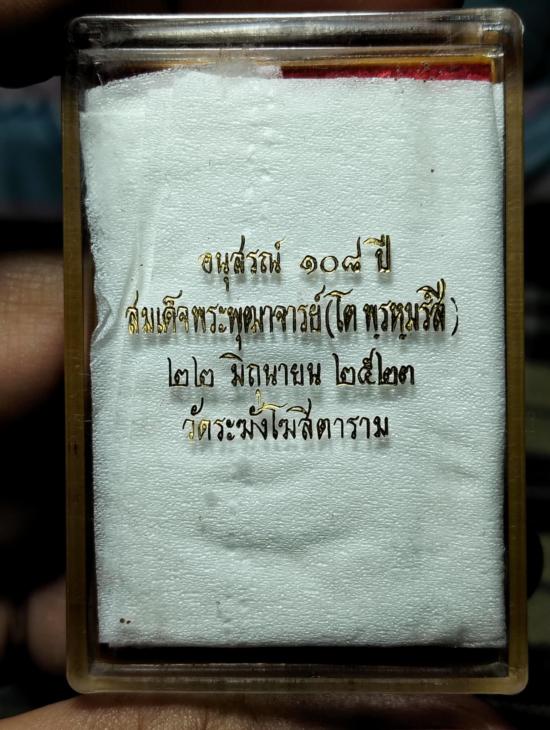 อนุสรณ์ ๑๐๘ ปี
สมเด็จพระพุฒาจารย์(โต พฺรหฺมรํสี)
๒๒ มิถุนายน ๒๕๒๓
วัดระฆังโฆสิตาราม